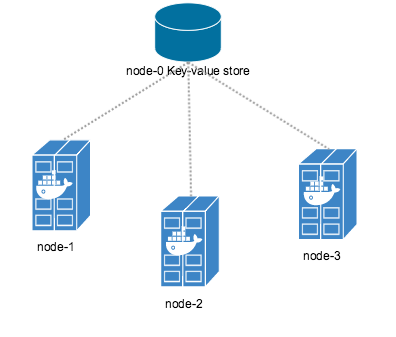 node-0 Key-value store
node-1
node-3
node-2